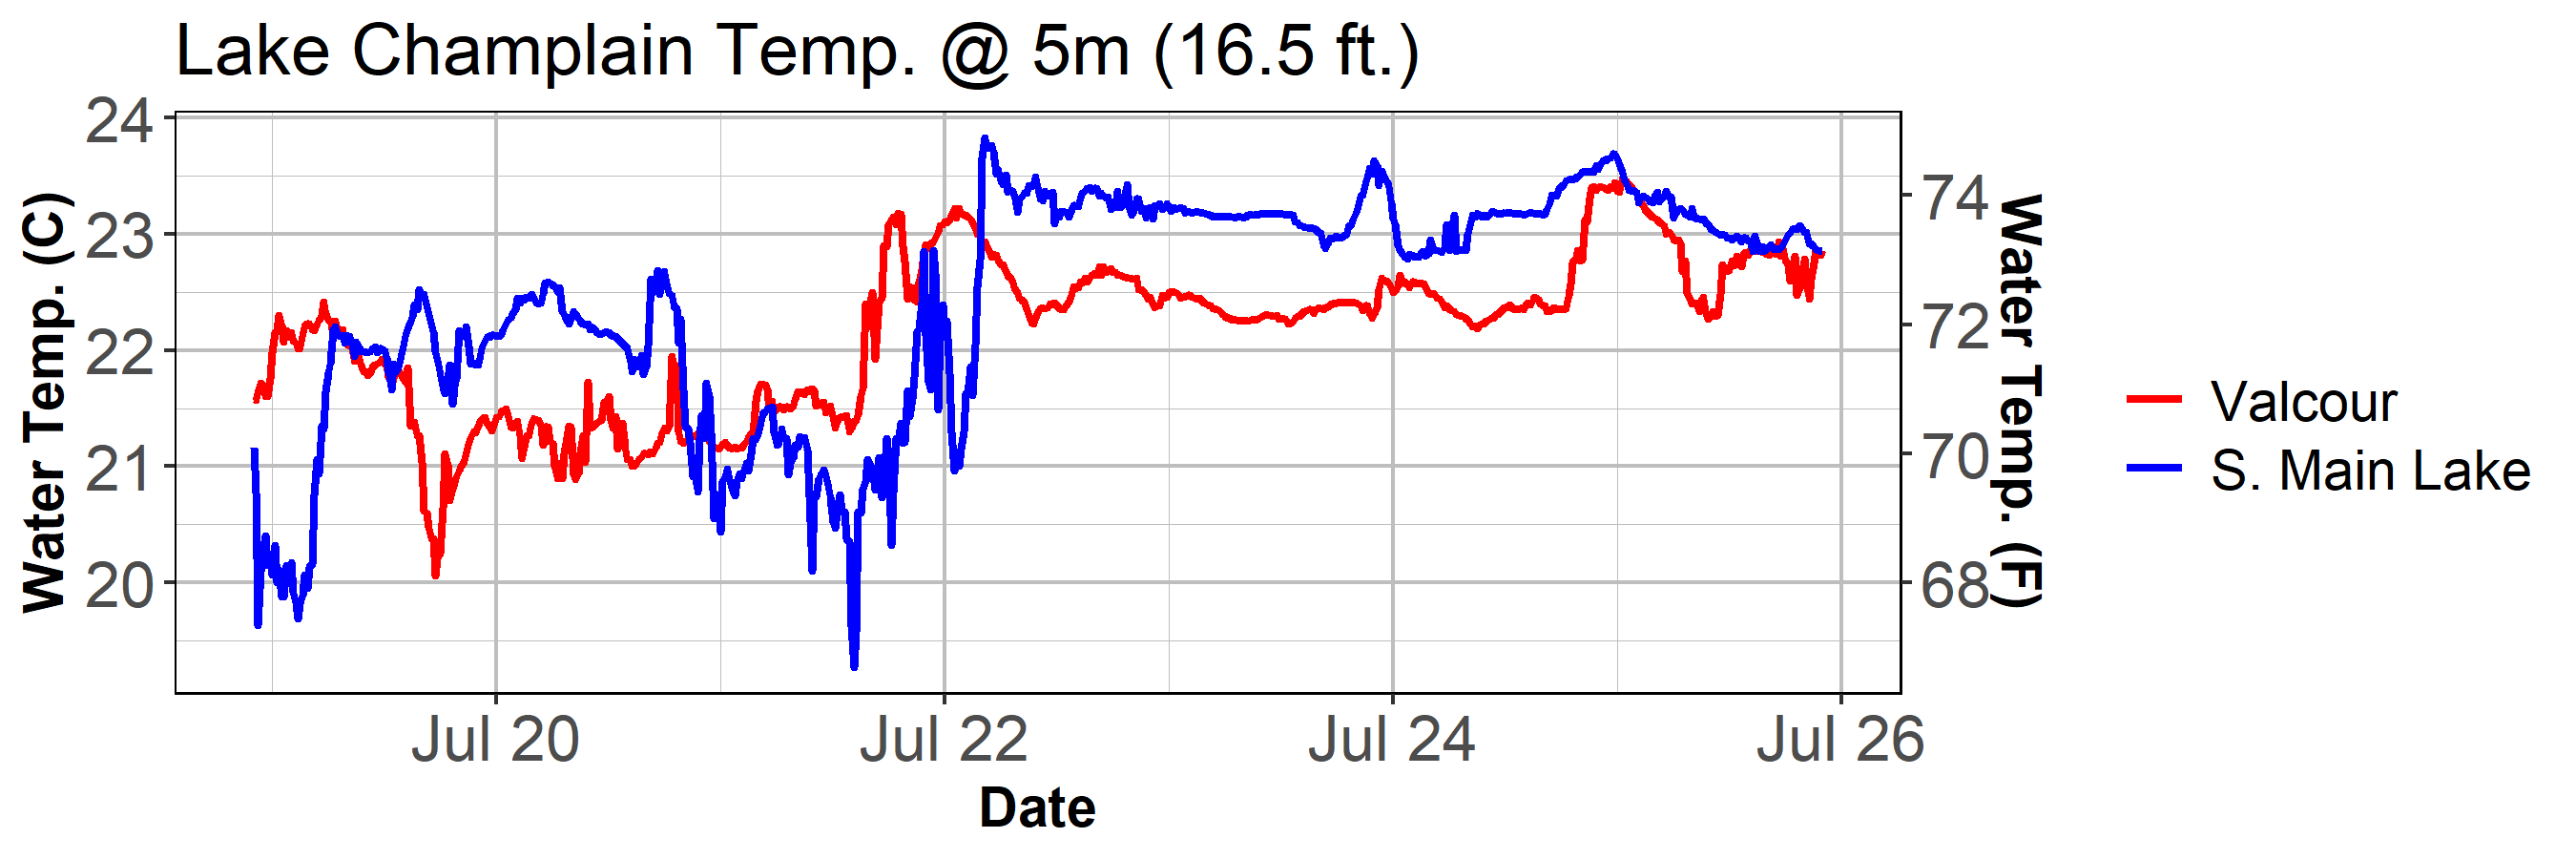 Lake Champlain Temp. @ 5m (16.5 ft.)
Water Temp. (C)
24
23
22
21
20
74
72
70
68
Water Temp. (F)
Jul 20
Jul 22
Jul 24
Jul 26
Date
Valcour
S. Main Lake